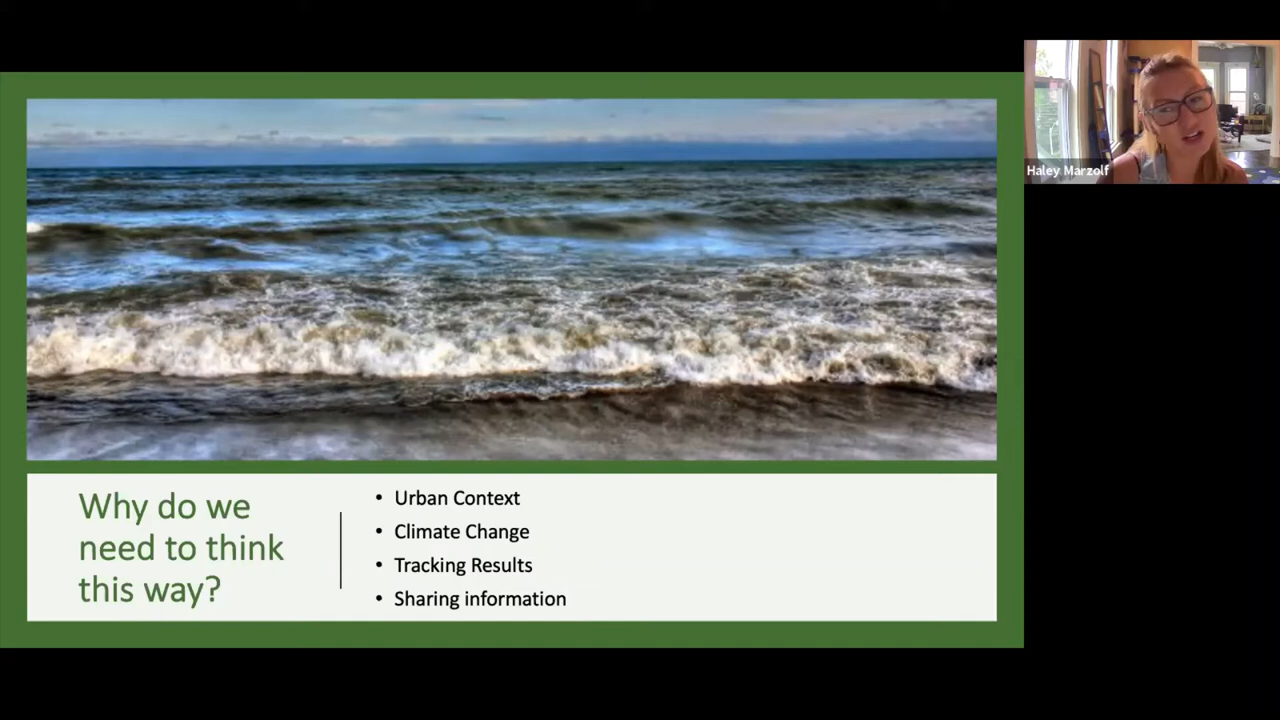 Haley Marzolf
Why do we
need to think
this way?
• Urban Context
• Climate Change
• Tracking Results
• Sharing information